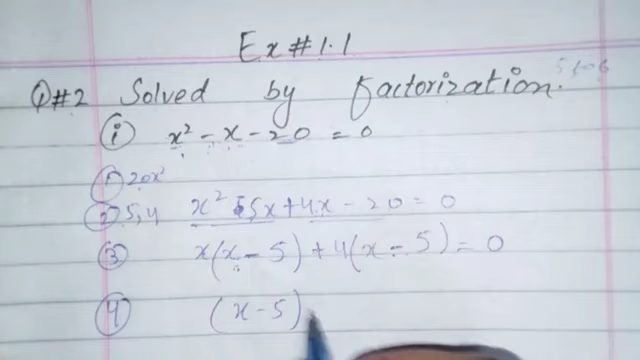 Ex#1.1
Q#2 Solved by factorization.
(i) x² - x - 20 = 0
(1) 20x²
(2) 5,4 x² - 5x + 4x - 20 = 0
(3) x(x - 5) + 4(x - 5) = 0
(4) (x - 5)